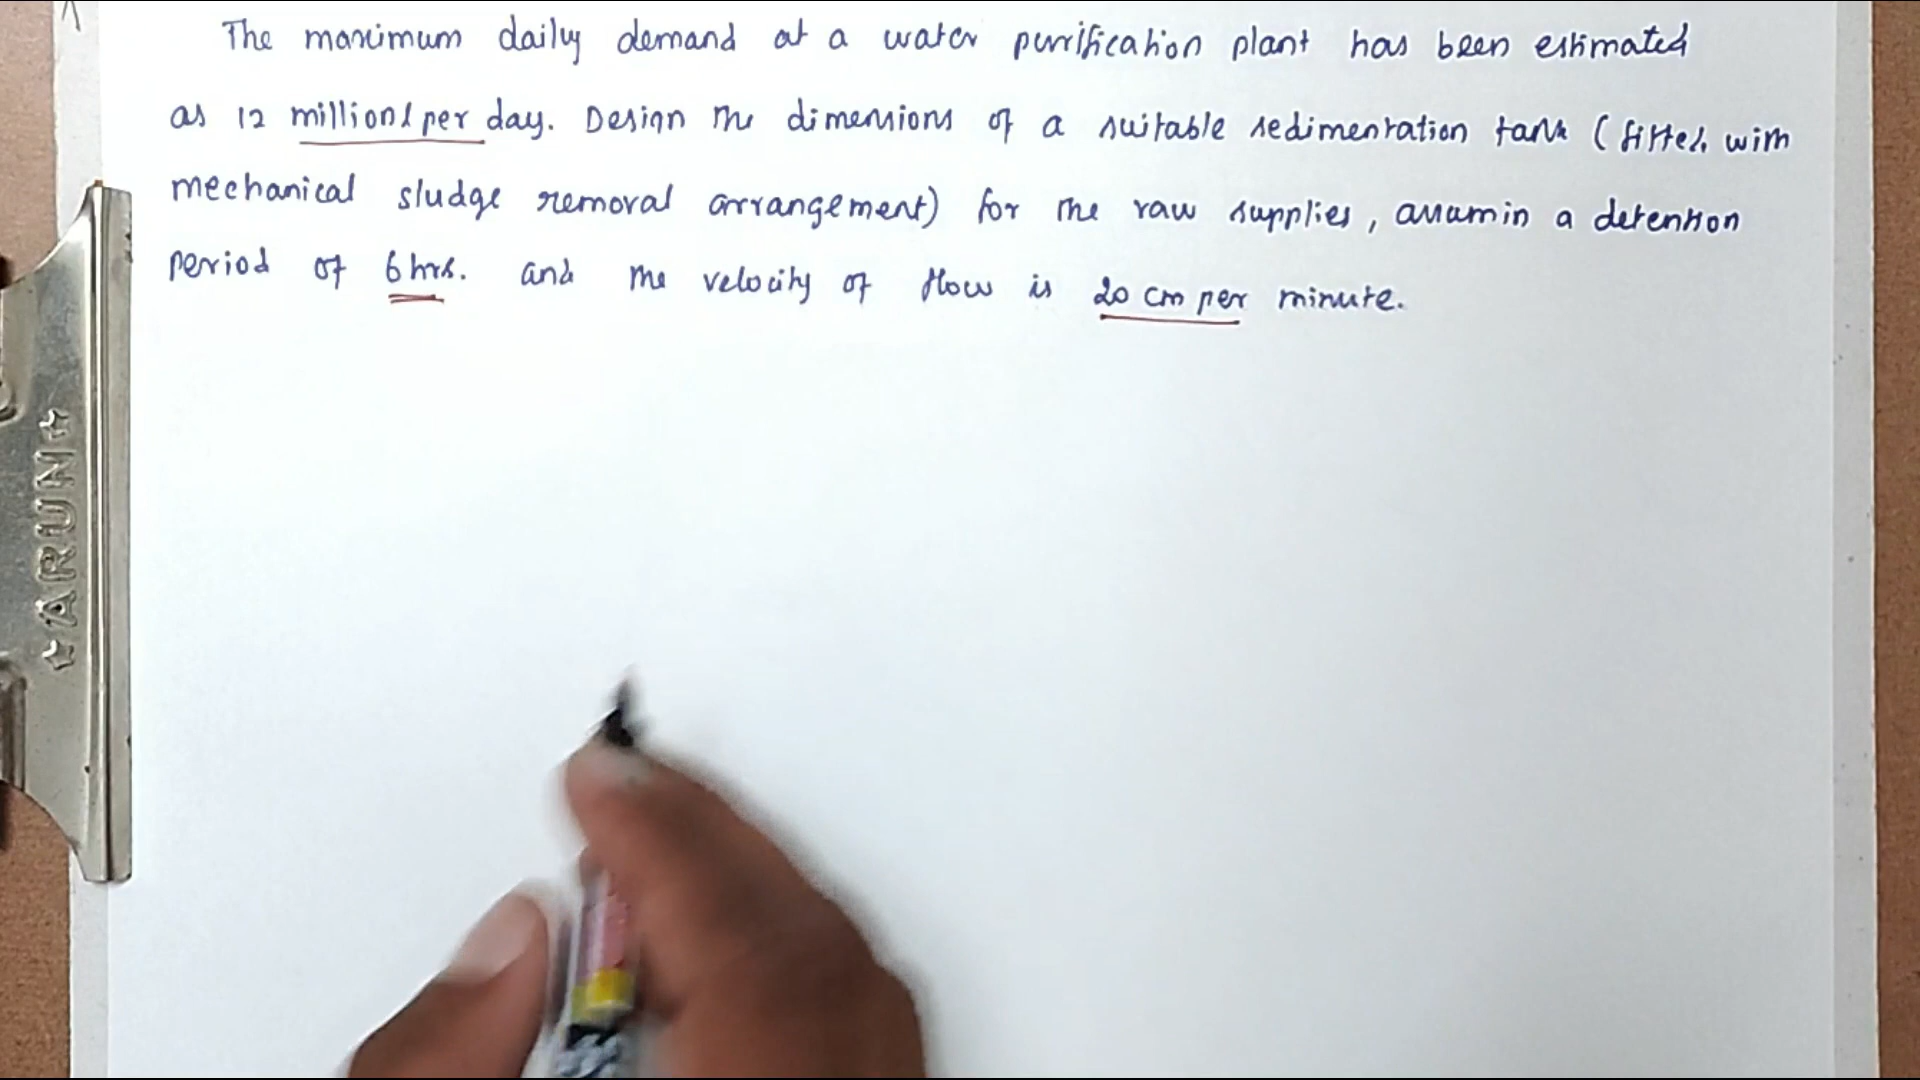 The maximum daily demand at a water purification plant has been estimated
as 12 million l per day. Design the dimensions of a suitable sedimentation tank (fitted with
mechanical sludge removal arrangement) for the raw supplies, assumin a detention
period of 6 hrs. and the velocity of flow is 20 cm per minute.
ARUN